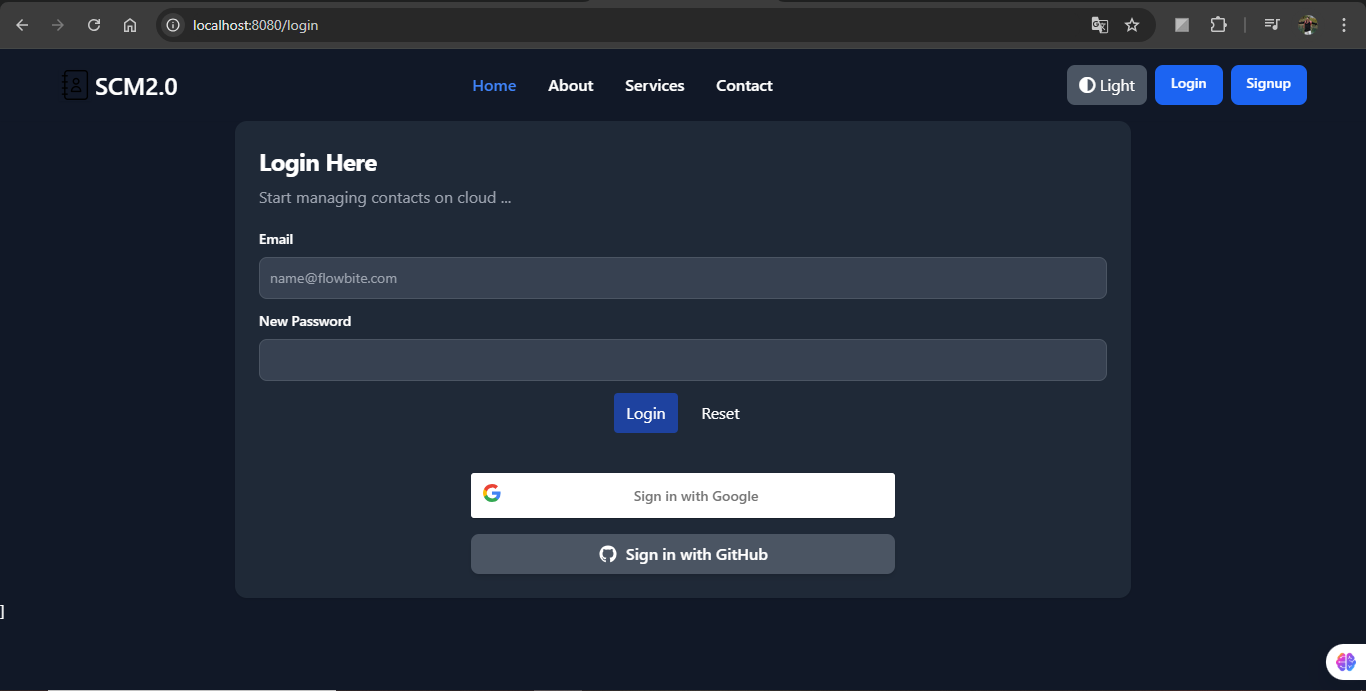 localhost:8080/login
SCM2.0
Home About Services Contact
Light Login Signup
Login Here
Start managing contacts on cloud ...
Email
name@flowbite.com
New Password
Login Reset
Sign in with Google
Sign in with GitHub
]